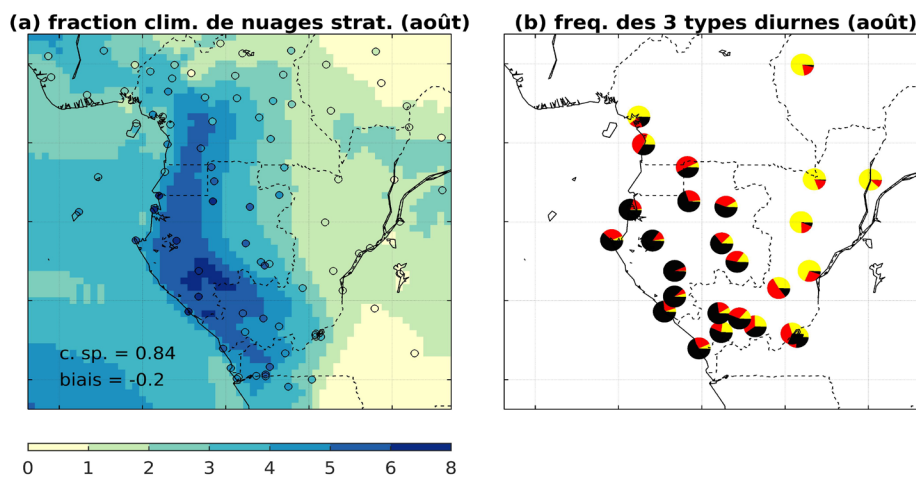 (a) fraction clim. de nuages strat. (août)
(b) freq. des 3 types diurnes (août)
c. sp. = 0.84
biais = -0.2
0 1 2 3 4 5 6 8